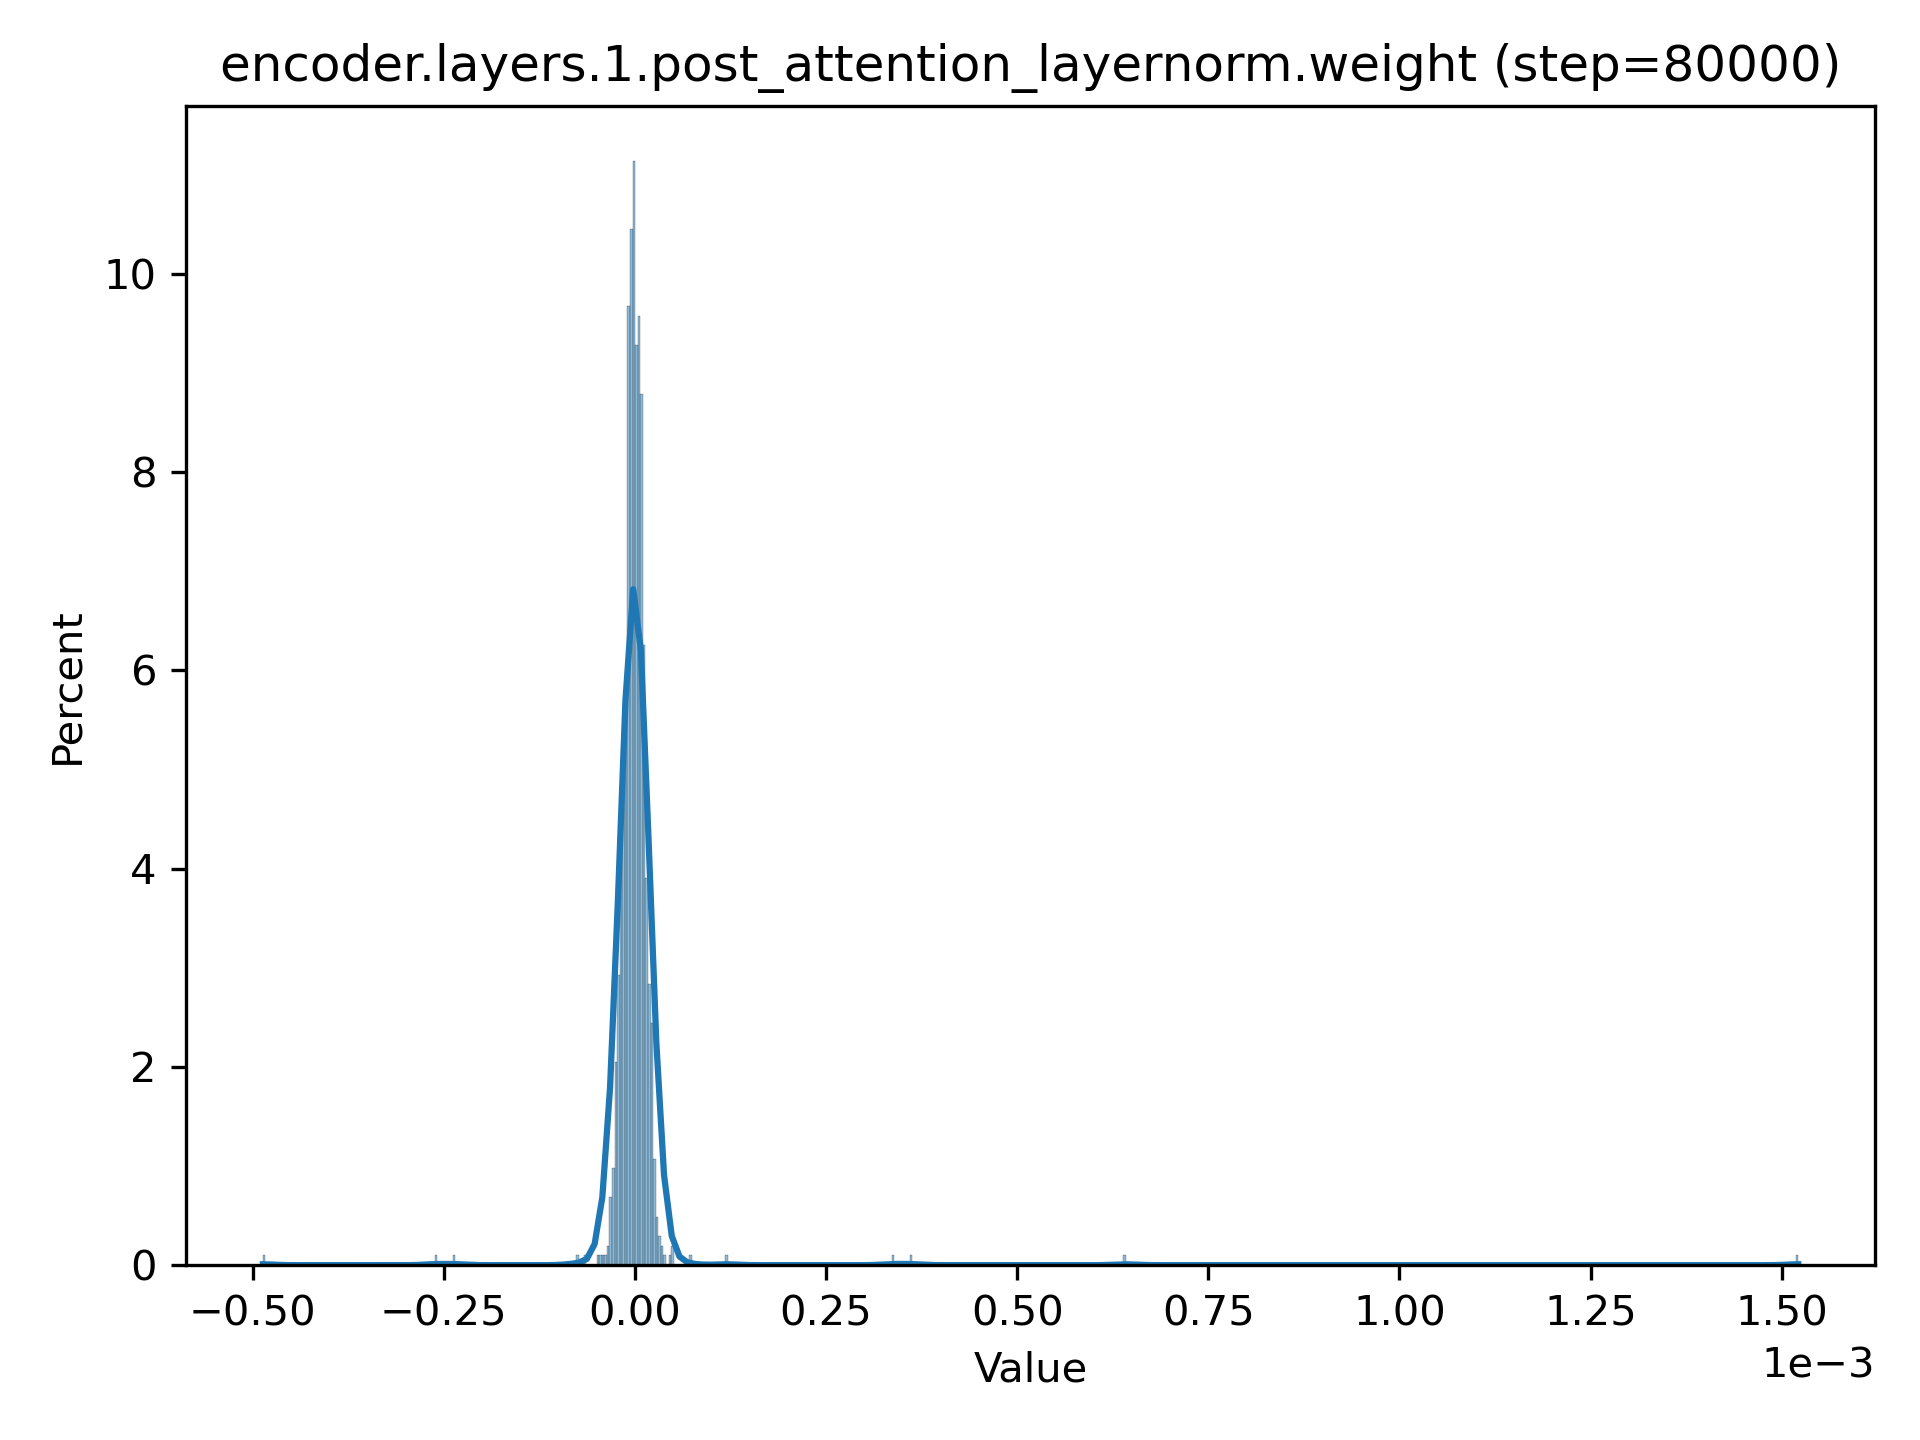 encoder.layers.1.post_attention_layernorm.weight (step=80000)
10
8
6
4
2
0
Percent
−0.50 −0.25 0.00 0.25 0.50 0.75 1.00 1.25 1.50
1e−3
Value